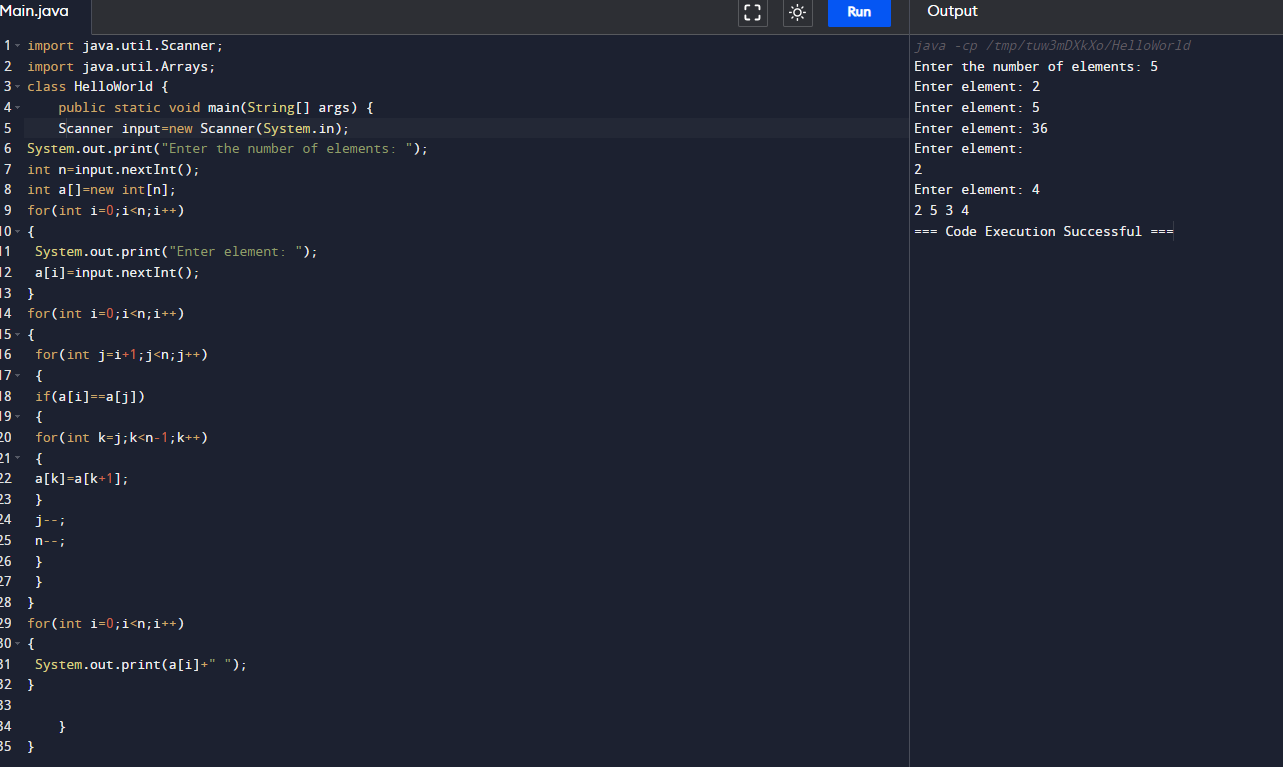 Main.java
Run
Output
1 import java.util.Scanner;
2 import java.util.Arrays;
3 class HelloWorld {
4 public static void main(String[] args) {
5 Scanner input=new Scanner(System.in);
6 System.out.print("Enter the number of elements: ");
7 int n=input.nextInt();
8 int a[]=new int[n];
9 for(int i=0;i<n;i++)
10 {
11 System.out.print("Enter element: ");
12 a[i]=input.nextInt();
13 }
14 for(int i=0;i<n;i++)
15 {
16 for(int j=i+1;j<n;j++)
17 {
18 if(a[i]==a[j])
19 {
20 for(int k=j;k<n-1;k++)
21 {
22 a[k]=a[k+1];
23 }
24 j--;
25 n--;
26 }
27 }
28 }
29 for(int i=0;i<n;i++)
30 {
31 System.out.print(a[i]+" ");
32 }
33
34 }
35 }
java -cp /tmp/tuw3mDXkXo/HelloWorld
Enter the number of elements: 5
Enter element: 2
Enter element: 5
Enter element: 36
Enter element:
2
Enter element: 4
2 5 3 4
=== Code Execution Successful ===